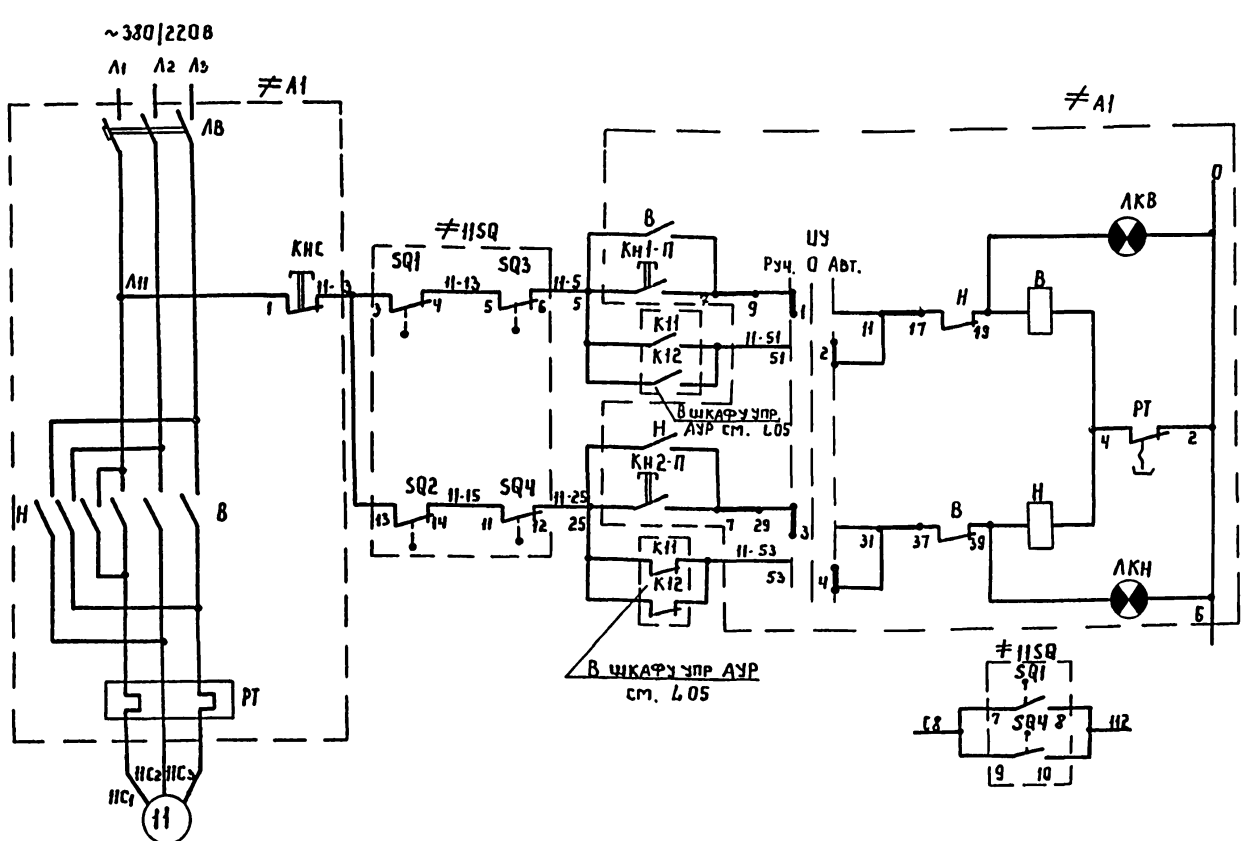 ~380/220В
Л1 Л2 Л3
≠А1
ЛВ
Л11
КНС
1
11-3
≠11SQ
SQ1 SQ3
3 4 11-13 5 6 11-5
5
SQ2 11-15 SQ4 11-25
13 14 11 12 25
≠А1
В
КН1-П
7 9
К11
К12
11-51
51
В ШКАФУ УПР.
АУР СМ. L05
Н
КН2-П
7 29
К11
К12
11-53
53
В ШКАФУ УПР АУР
СМ. L05
ЦУ
РУЧ. О АВТ.
1
2
3
4
11 17 Н 19
В
ЛКВ
О
4 РТ 2
31 37 В 39
Н
ЛКН
Б
Н В
РТ
11С1 11С2 11С3
11
≠11SQ
SQ1
С8 7 SQ4 8 112
9 10